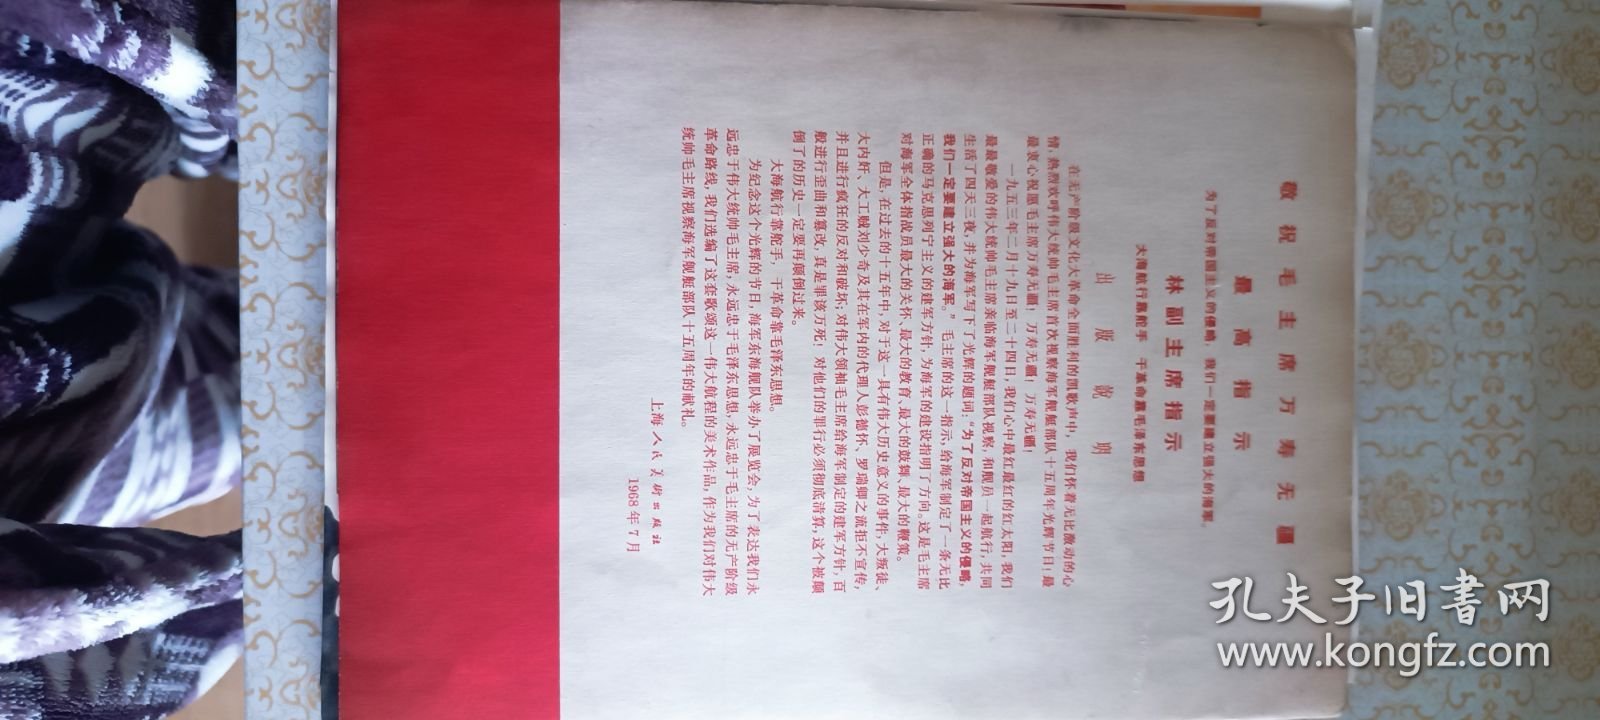 敬祝毛主席万寿无疆
最高指示
为了反对帝国主义的侵略，我们一定要建立强大的海军。
林副主席指示
大海航行靠舵手 干革命靠毛泽东思想
出版说明
在无产阶级文化大革命全面胜利的凯歌声中，我们怀着无比激动的心
情，热烈欢呼伟大统帅毛主席首次视察海军舰艇部队十五周年光辉节日！最
最衷心祝愿毛主席万寿无疆！万寿无疆！万寿无疆！
一九五三年二月十九日至二十四日，我们心中最红最红的红太阳，我们
最最敬爱的伟大统帅毛主席亲临海军舰艇部队视察，和舰员一起航行，共同
生活了四天三夜，并为海军写下了光辉的题词：“为了反对帝国主义的侵略，
我们一定要建立强大的海军。”毛主席的这一指示，给海军制定了一条无比
正确的马克思列宁主义的建军方针，为海军的建设指明了方向。这是毛主席
对海军全体指战员最大的关怀、最大的教育、最大的鼓舞、最大的鞭策。
但是，在过去的十五年中，对于这一具有伟大历史意义的事件，大叛徒、
大内奸、大工贼刘少奇及其在军内的代理人彭德怀、罗瑞卿之流拒不宣传，
并且进行疯狂的反对和破坏，对伟大领袖毛主席给海军制定的建军方针，百
般进行歪曲和篡改，真是罪该万死！对他们的罪行必须彻底清算，这个被颠
倒了的历史一定要再颠倒过来。
大海航行靠舵手，干革命靠毛泽东思想。
为纪念这个光辉的节日，海军东海舰队举办了展览会，为了表达我们永
远忠于伟大统帅毛主席，永远忠于毛泽东思想，永远忠于毛主席的无产阶级
革命路线，我们选编了这套歌颂这一伟大航程的美术作品，作为我们对伟大
统帅毛主席视察海军舰艇部队十五周年的献礼。
上海人民美术出版社
1968年7月
孔夫子旧书网
www.kongfz.com